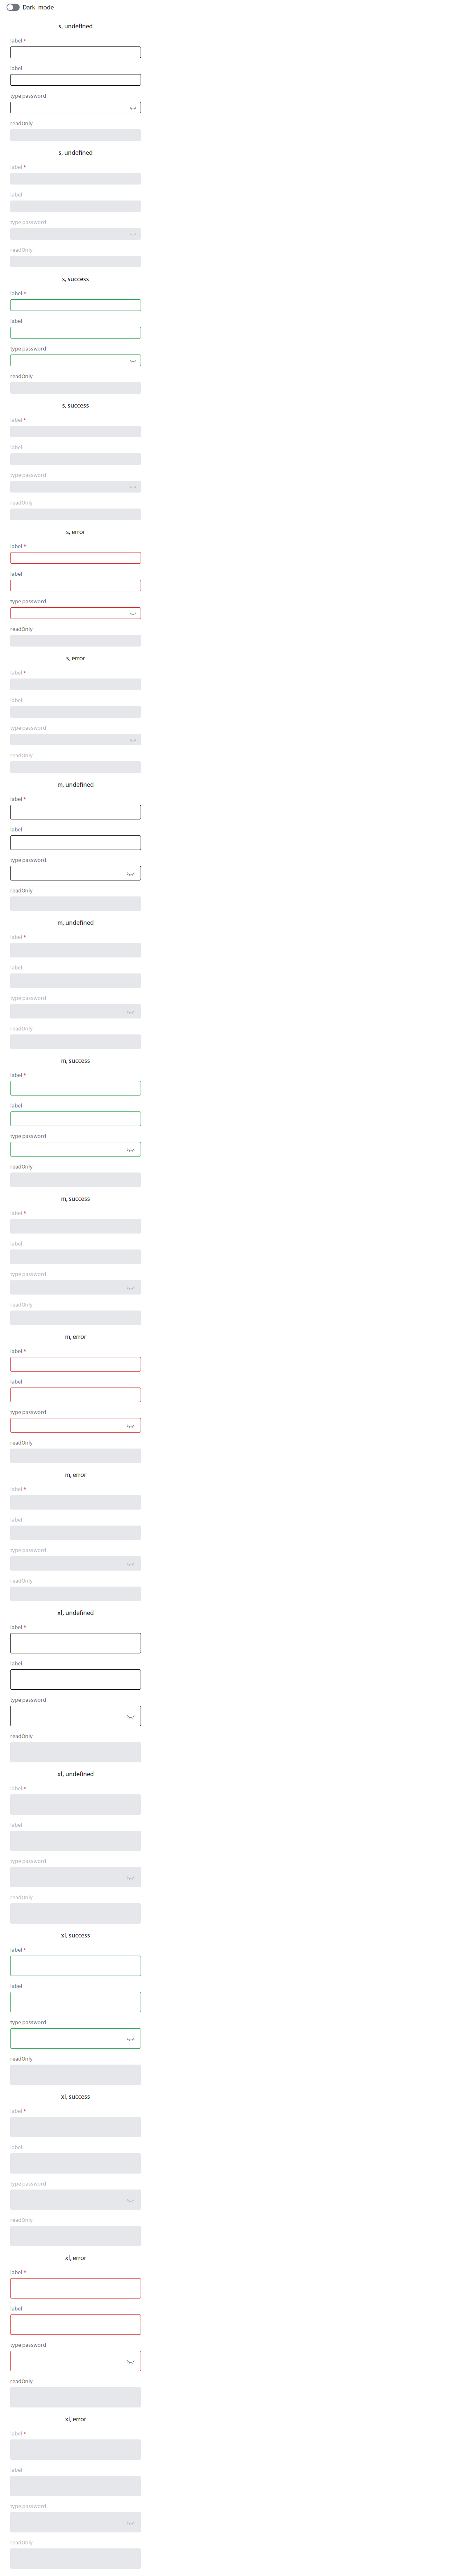 Dark_mode
s, undefined
label *
label
type password
readOnly
s, undefined
label *
label
type password
readOnly
s, success
label *
label
type password
readOnly
s, success
label *
label
type password
readOnly
s, error
label *
label
type password
readOnly
s, error
label *
label
type password
readOnly
m, undefined
label *
label
type password
readOnly
m, undefined
label *
label
type password
readOnly
m, success
label *
label
type password
readOnly
m, success
label *
label
type password
readOnly
m, error
label *
label
type password
readOnly
m, error
label *
label
type password
readOnly
xl, undefined
label *
label
type password
readOnly
xl, undefined
label *
label
type password
readOnly
xl, success
label *
label
type password
readOnly
xl, success
label *
label
type password
readOnly
xl, error
label *
label
type password
readOnly
xl, error
label *
label
type password
readOnly